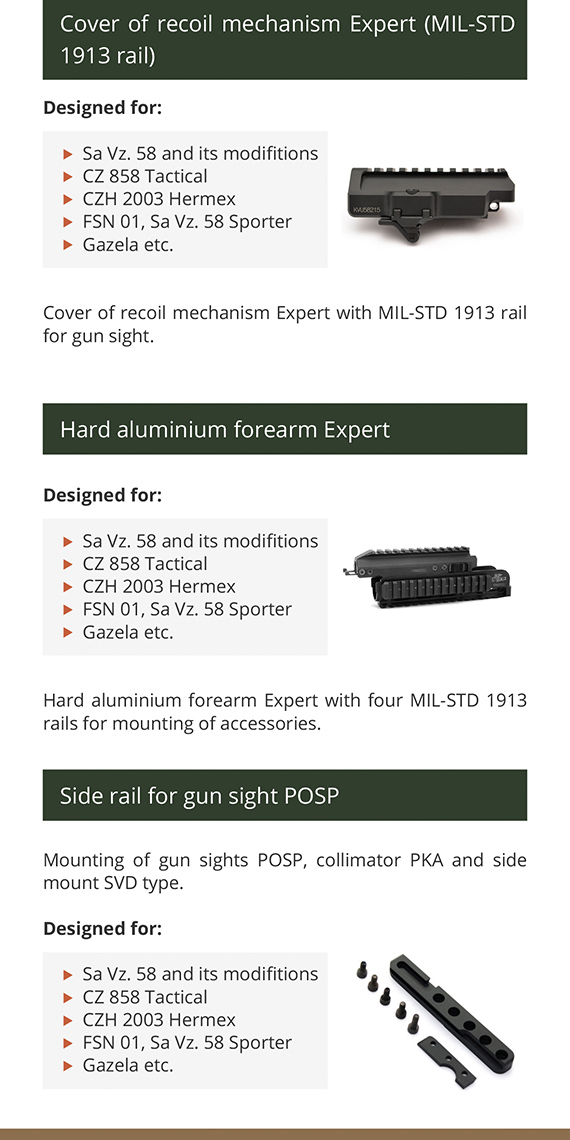 Cover of recoil mechanism Expert (MIL-STD
1913 rail)
Designed for:
Sa Vz. 58 and its modifitions
CZ 858 Tactical
CZH 2003 Hermex
FSN 01, Sa Vz. 58 Sporter
Gazela etc.
KVU58215
Cover of recoil mechanism Expert with MIL-STD 1913 rail
for gun sight.
Hard aluminium forearm Expert
Designed for:
Sa Vz. 58 and its modifitions
CZ 858 Tactical
CZH 2003 Hermex
FSN 01, Sa Vz. 58 Sporter
Gazela etc.
Hard aluminium forearm Expert with four MIL-STD 1913
rails for mounting of accessories.
Side rail for gun sight POSP
Mounting of gun sights POSP, collimator PKA and side
mount SVD type.
Designed for:
Sa Vz. 58 and its modifitions
CZ 858 Tactical
CZH 2003 Hermex
FSN 01, Sa Vz. 58 Sporter
Gazela etc.